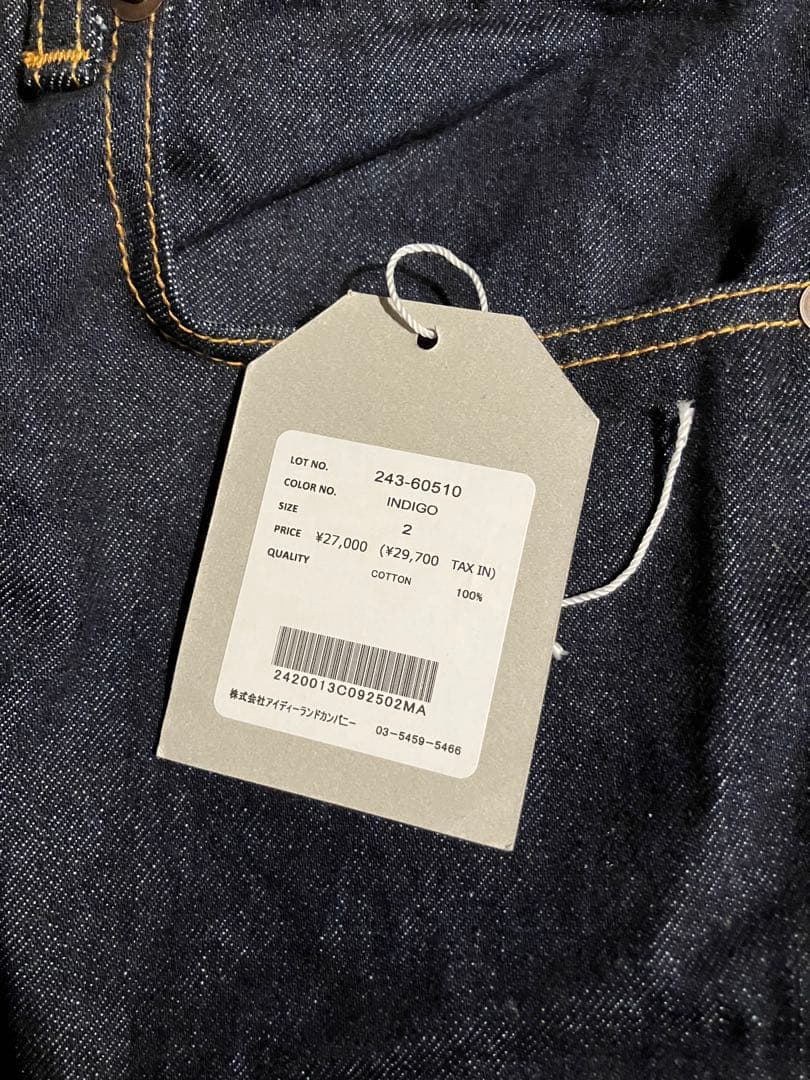 LOT NO. 243-60510
COLOR NO. INDIGO
SIZE 2
PRICE ¥27,000 (¥29,700 TAX IN)
QUALITY COTTON 100%
2420013C092502MA
株式会社アイディーランドカンパニー 03-5459-5466